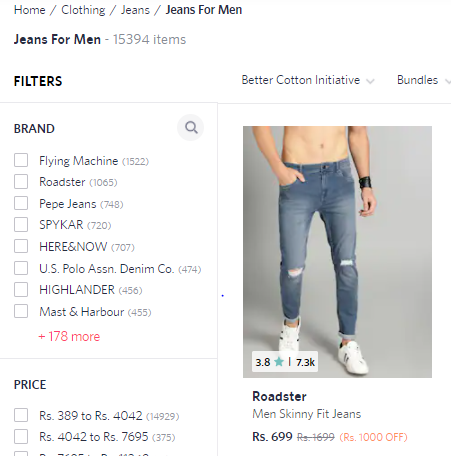 Home / Clothing / Jeans / Jeans For Men
Jeans For Men - 15394 items
FILTERS
Better Cotton Initiative
Bundles
BRAND
Flying Machine (1522)
Roadster (1065)
Pepe Jeans (748)
SPYKAR (720)
HERE&NOW (707)
U.S. Polo Assn. Denim Co. (474)
HIGHLANDER (456)
Mast & Harbour (455)
+ 178 more
PRICE
Rs. 389 to Rs. 4042 (14929)
Rs. 4042 to Rs. 7695 (375)
3.8 ★ | 7.3k
Roadster
Men Skinny Fit Jeans
Rs. 699 Rs. 1699 (Rs. 1000 OFF)